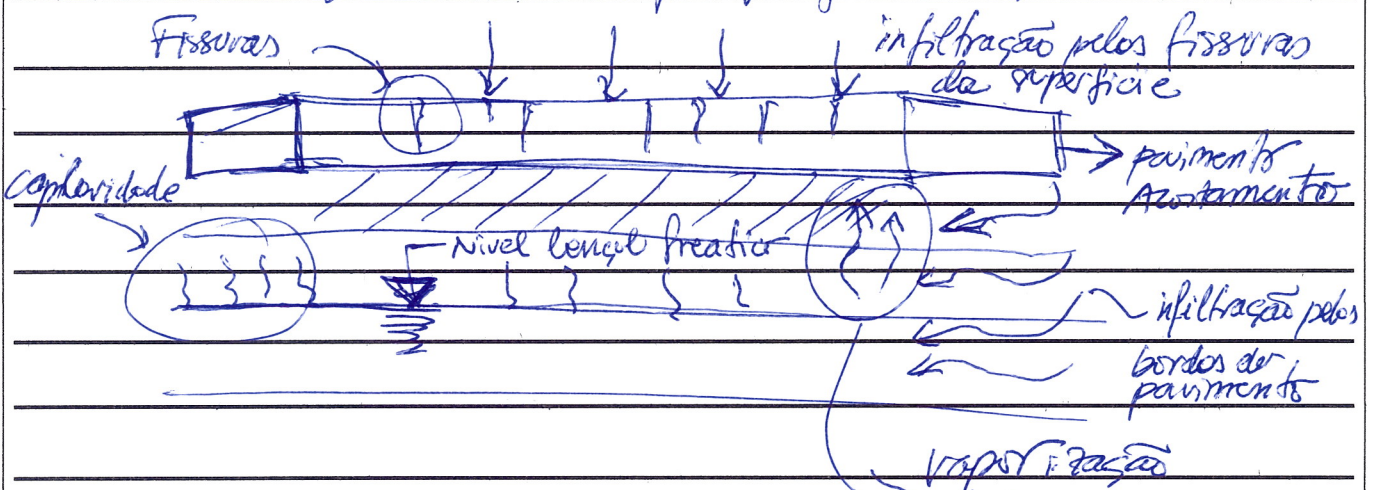 Fissuras
infiltração pelas fissuras
da superfície
pavimento
Acostamento
capilaridade
Nível lençol freático
infiltração pelos
bordos do
pavimento
vaporização